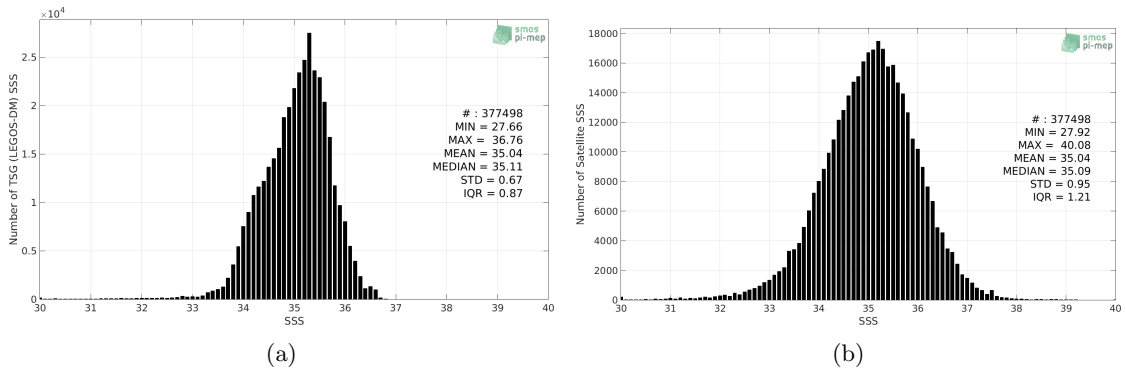 ×10⁴
smos
pi-mep
2.5
2
1.5
1
0.5
0
Number of TSG (LEGOS-DM) SSS
# : 377498
MIN = 27.66
MAX = 36.76
MEAN = 35.04
MEDIAN = 35.11
STD = 0.67
IQR = 0.87
30 31 32 33 34 35 36 37 38 39 40
SSS
(a)
smos
pi-mep
18000
16000
14000
12000
10000
8000
6000
4000
2000
0
Number of Satellite SSS
# : 377498
MIN = 27.92
MAX = 40.08
MEAN = 35.04
MEDIAN = 35.09
STD = 0.95
IQR = 1.21
30 31 32 33 34 35 36 37 38 39 40
SSS
(b)